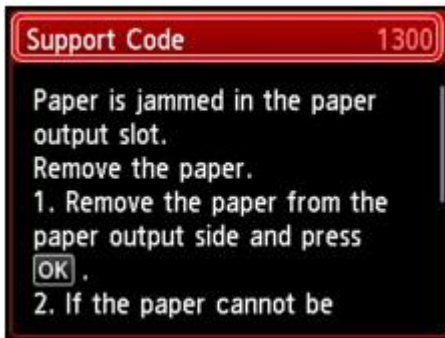 Support Code 1300
Paper is jammed in the paper
output slot.
Remove the paper.
1. Remove the paper from the
paper output side and press
OK .
2. If the paper cannot be